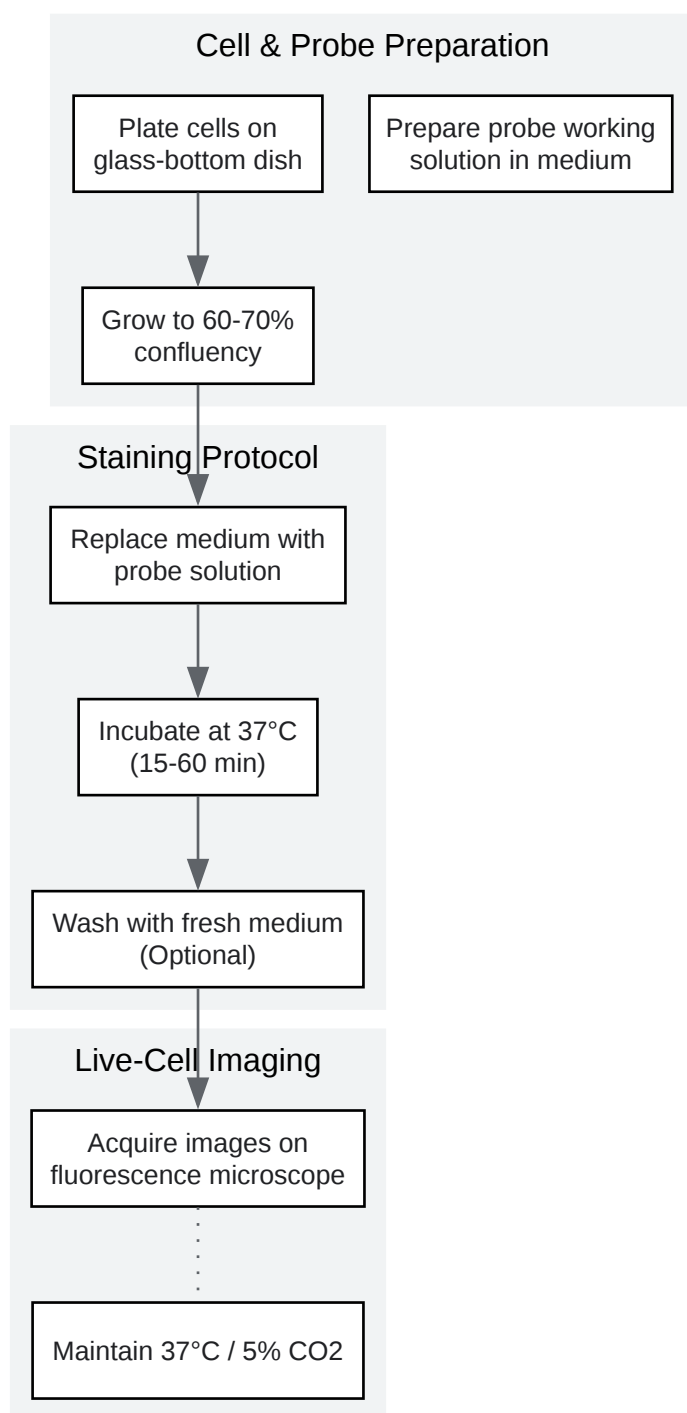 Cell & Probe Preparation
Plate cells on
glass-bottom dish
Prepare probe working
solution in medium
Grow to 60-70%
confluency
Staining Protocol
Replace medium with
probe solution
Incubate at 37°C
(15-60 min)
Wash with fresh medium
(Optional)
Live-Cell Imaging
Acquire images on
fluorescence microscope
Maintain 37°C / 5% CO2